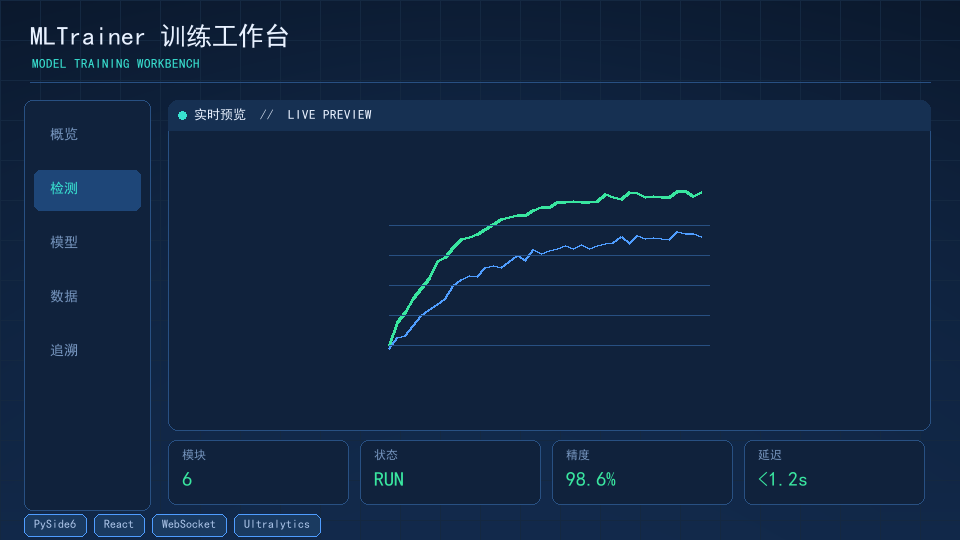 MLTrainer 训练工作台
MODEL TRAINING WORKBENCH
概览
检测
模型
数据
追溯
实时预览 // LIVE PREVIEW
模块
6
状态
RUN
精度
98.6%
延迟
<1.2s
PySide6
React
WebSocket
Ultralytics